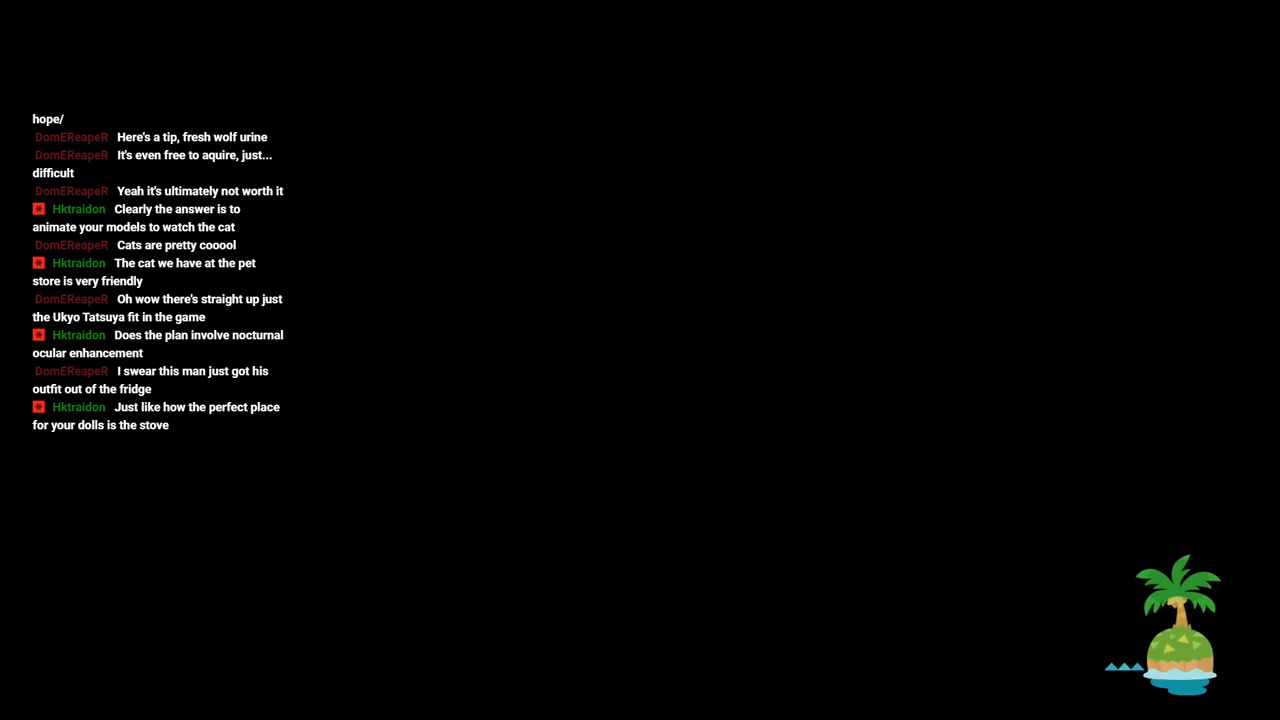 hope/
DomEReapeR Here's a tip, fresh wolf urine
DomEReapeR It's even free to aquire, just...
difficult
DomEReapeR Yeah it's ultimately not worth it
Hktraidon Clearly the answer is to
animate your models to watch the cat
DomEReapeR Cats are pretty cooool
Hktraidon The cat we have at the pet
store is very friendly
DomEReapeR Oh wow there's straight up just
the Ukyo Tatsuya fit in the game
Hktraidon Does the plan involve nocturnal
ocular enhancement
DomEReapeR I swear this man just got his
outfit out of the fridge
Hktraidon Just like how the perfect place
for your dolls is the stove